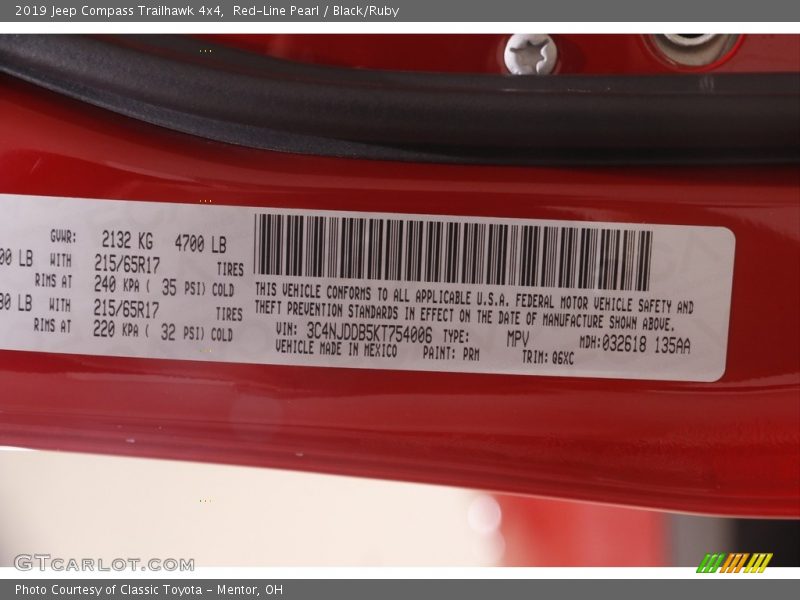 2019 Jeep Compass Trailhawk 4x4,  Red-Line Pearl / Black/Ruby
GVWR: 2132 KG 4700 LB
00 LB WITH 215/65R17 TIRES
RIMS AT 240 KPA ( 35 PSI) COLD
LB WITH 215/65R17 TIRES
RIMS AT 220 KPA ( 32 PSI) COLD
THIS VEHICLE CONFORMS TO ALL APPLICABLE U.S.A. FEDERAL MOTOR VEHICLE SAFETY AND
THEFT PREVENTION STANDARDS IN EFFECT ON THE DATE OF MANUFACTURE SHOWN ABOVE.
VIN: 3C4NJDDB5KT754006 TYPE: MPV MDH:032618 135AA
VEHICLE MADE IN MEXICO PAINT: PRM TRIM: Q6XC
GTCARLOT.COM
Photo Courtesy of Classic Toyota - Mentor, OH